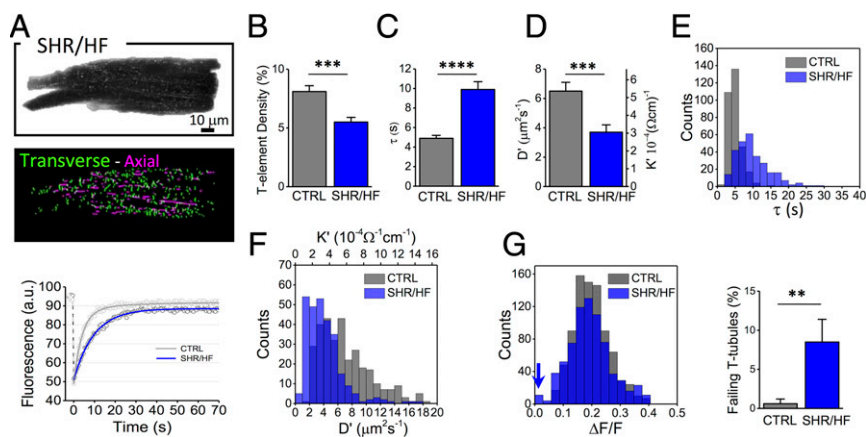 A
SHR/HF
10 μm
Transverse - Axial
Fluorescence (a.u.)
100
90
80
70
60
50
40
CTRL
SHR/HF
0 10 20 30 40 50 60 70
Time (s)
B
***
T-element Density (%)
10
5
0
CTRL SHR/HF
C
****
τ (s)
12
10
8
6
4
2
0
CTRL SHR/HF
D
***
D' (μm²s⁻¹)
8
6
4
2
0
K' 10⁻⁴(Ωcm)⁻¹
6
5
4
3
2
1
0
CTRL SHR/HF
E
CTRL
SHR/HF
Counts
160
140
120
100
80
60
40
20
0
0 5 10 15 20 25 30 35 40
τ (s)
F
K' (10⁻⁴Ω⁻¹cm⁻¹)
0 2 4 6 8 10 12 14 16
CTRL
SHR/HF
Counts
70
60
50
40
30
20
10
0
0 2 4 6 8 10 12 14 16 18 19
D' (μm²s⁻¹)
G
CTRL
SHR/HF
Counts
160
120
80
40
0
0.1 0.2 0.3 0.4 0.5
ΔF/F
**
Failing T-tubules (%)
15
10
5
0
CTRL SHR/HF